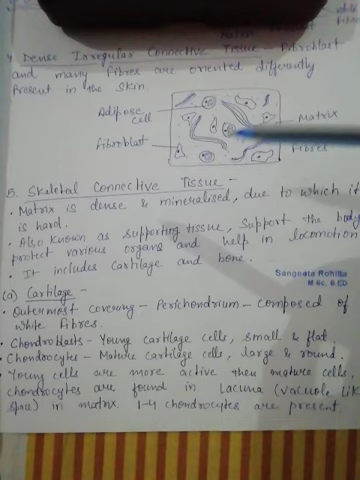 4. Dense Irregular Connective Tissue - Fibroblast
and many fibres are oriented differently
Present in the skin.
Adipose
cell
Fibroblast
Matrix
Fibres
5. Skeletal Connective Tissue -
• Matrix is dense & mineralised, due to which it
is hard.
• Also known as supporting tissue, support the body
protect various organs and help in locomotion
• It includes cartilage and bone.
Sangeeta Rohilla
M.Sc. B.ED
(a) Cartilage -
• Outermost covering - Perichondrium - composed of
white fibres.
• Chondroblasts - Young cartilage cells, small & flat.
• Chondrocytes - Mature cartilage cells, large & round.
• Young cells are more active then mature cells.
chondrocytes are found in Lacuna (vacuole like
space) in matrix. 1-4 chondrocytes are present.